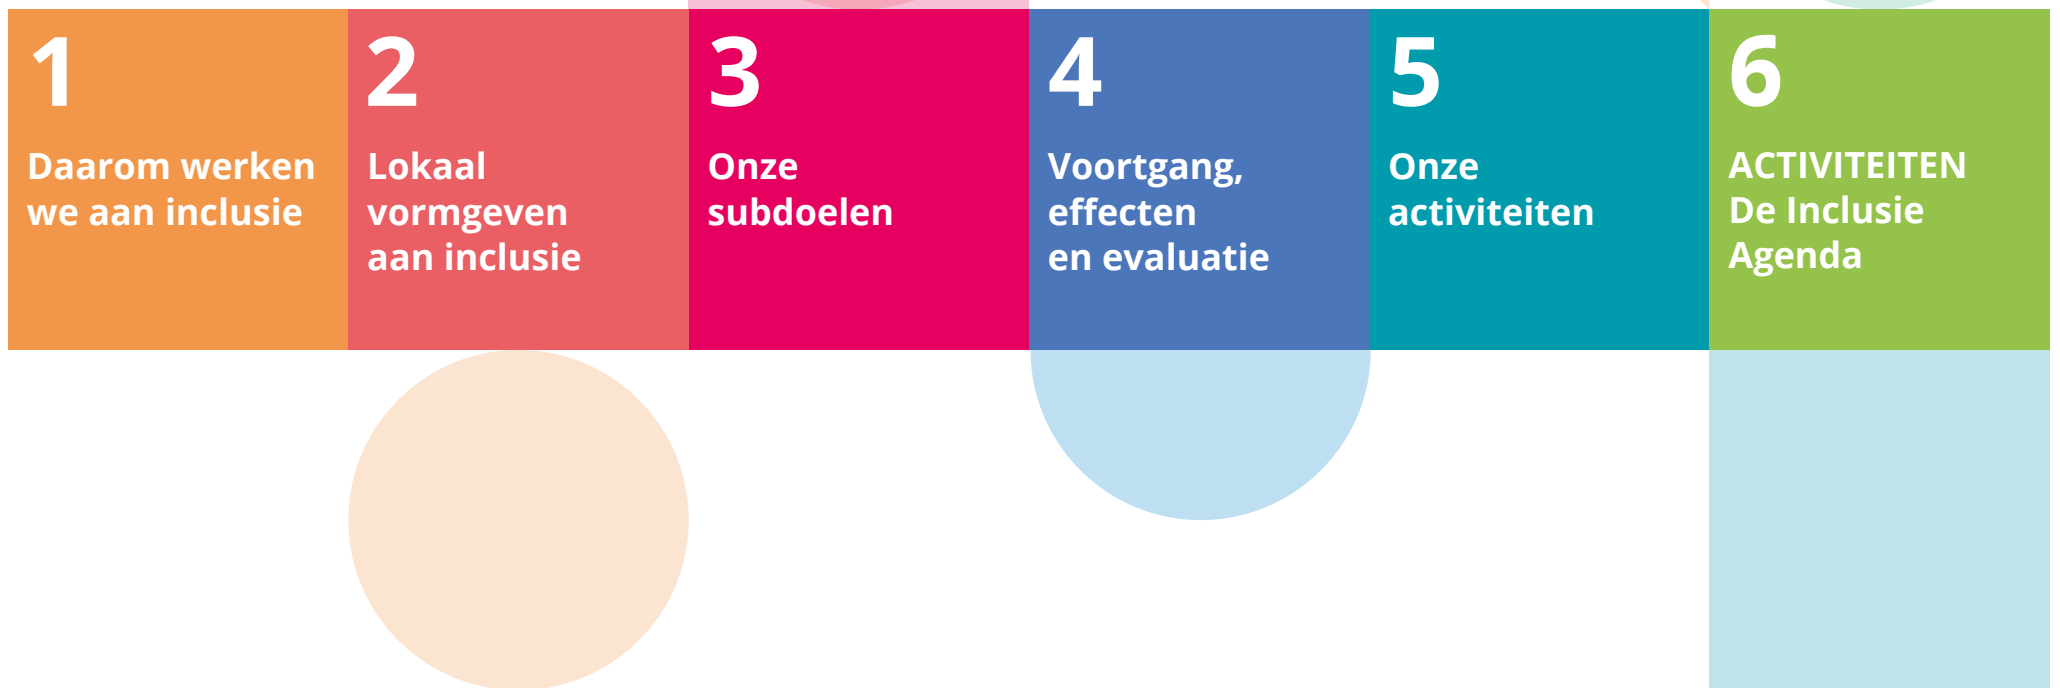 1
Daarom werken
we aan inclusie
2
Lokaal
vormgeven
aan inclusie
3
Onze
subdoelen
4
Voortgang,
effecten
en evaluatie
5
Onze
activiteiten
6
ACTIVITEITEN
De Inclusie
Agenda